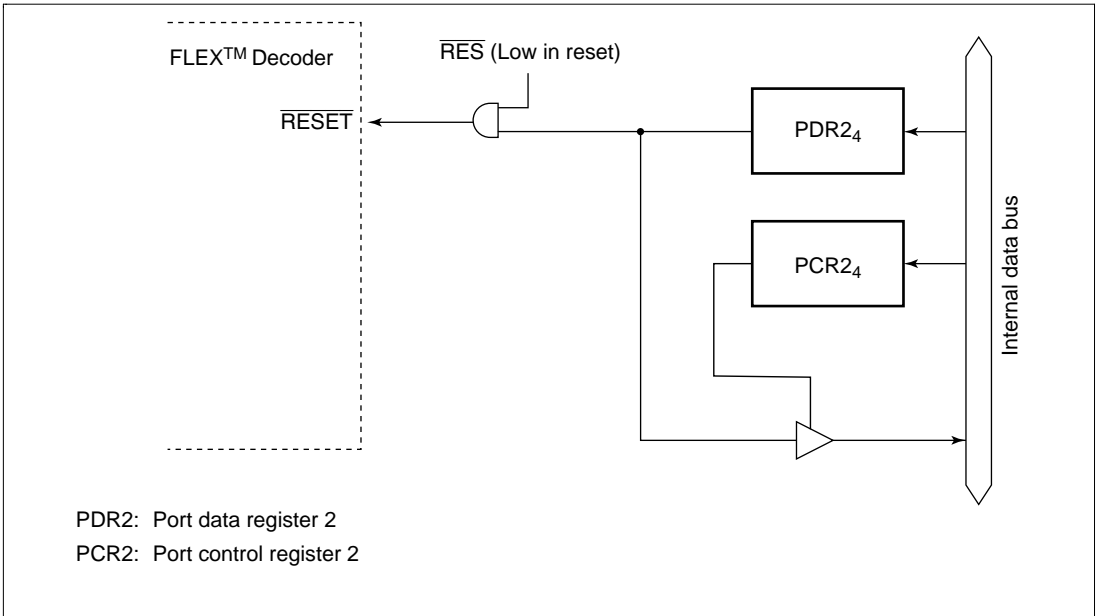 FLEX™ Decoder
RES (Low in reset)
RESET
PDR2₄
PCR2₄
Internal data bus
PDR2: Port data register 2
PCR2: Port control register 2